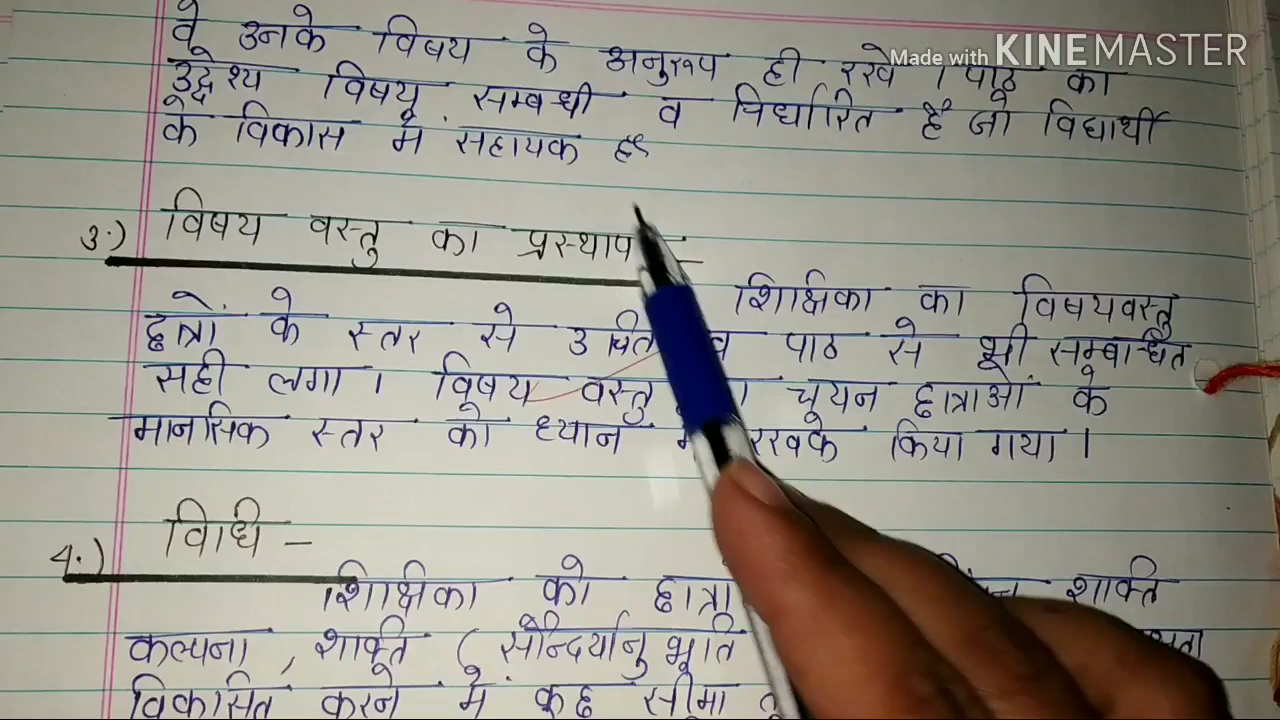 वे उनके विषय के अनुरूप ही रखे । पाठ का
Made with KINEMASTER
उद्देश्य विषय सम्बन्धी व निर्धारित हैं जो विद्यार्थी
के विकास में सहायक है
3.) विषय वस्तु का प्रस्थाप –
शिक्षिका का विषयवस्तु
छात्रों के स्तर से उचित व पाठ से भी सम्बन्धित
सही लगा । विषय वस्तु चयन छात्राओं के
मानसिक स्तर को ध्यान रखके किया गया ।
4.) विधि –
शिक्षिका को छात्रों शक्ति
कल्पना , शक्ति ( सौन्दर्यानुभूति
विकसित करने में कुछ सीमा